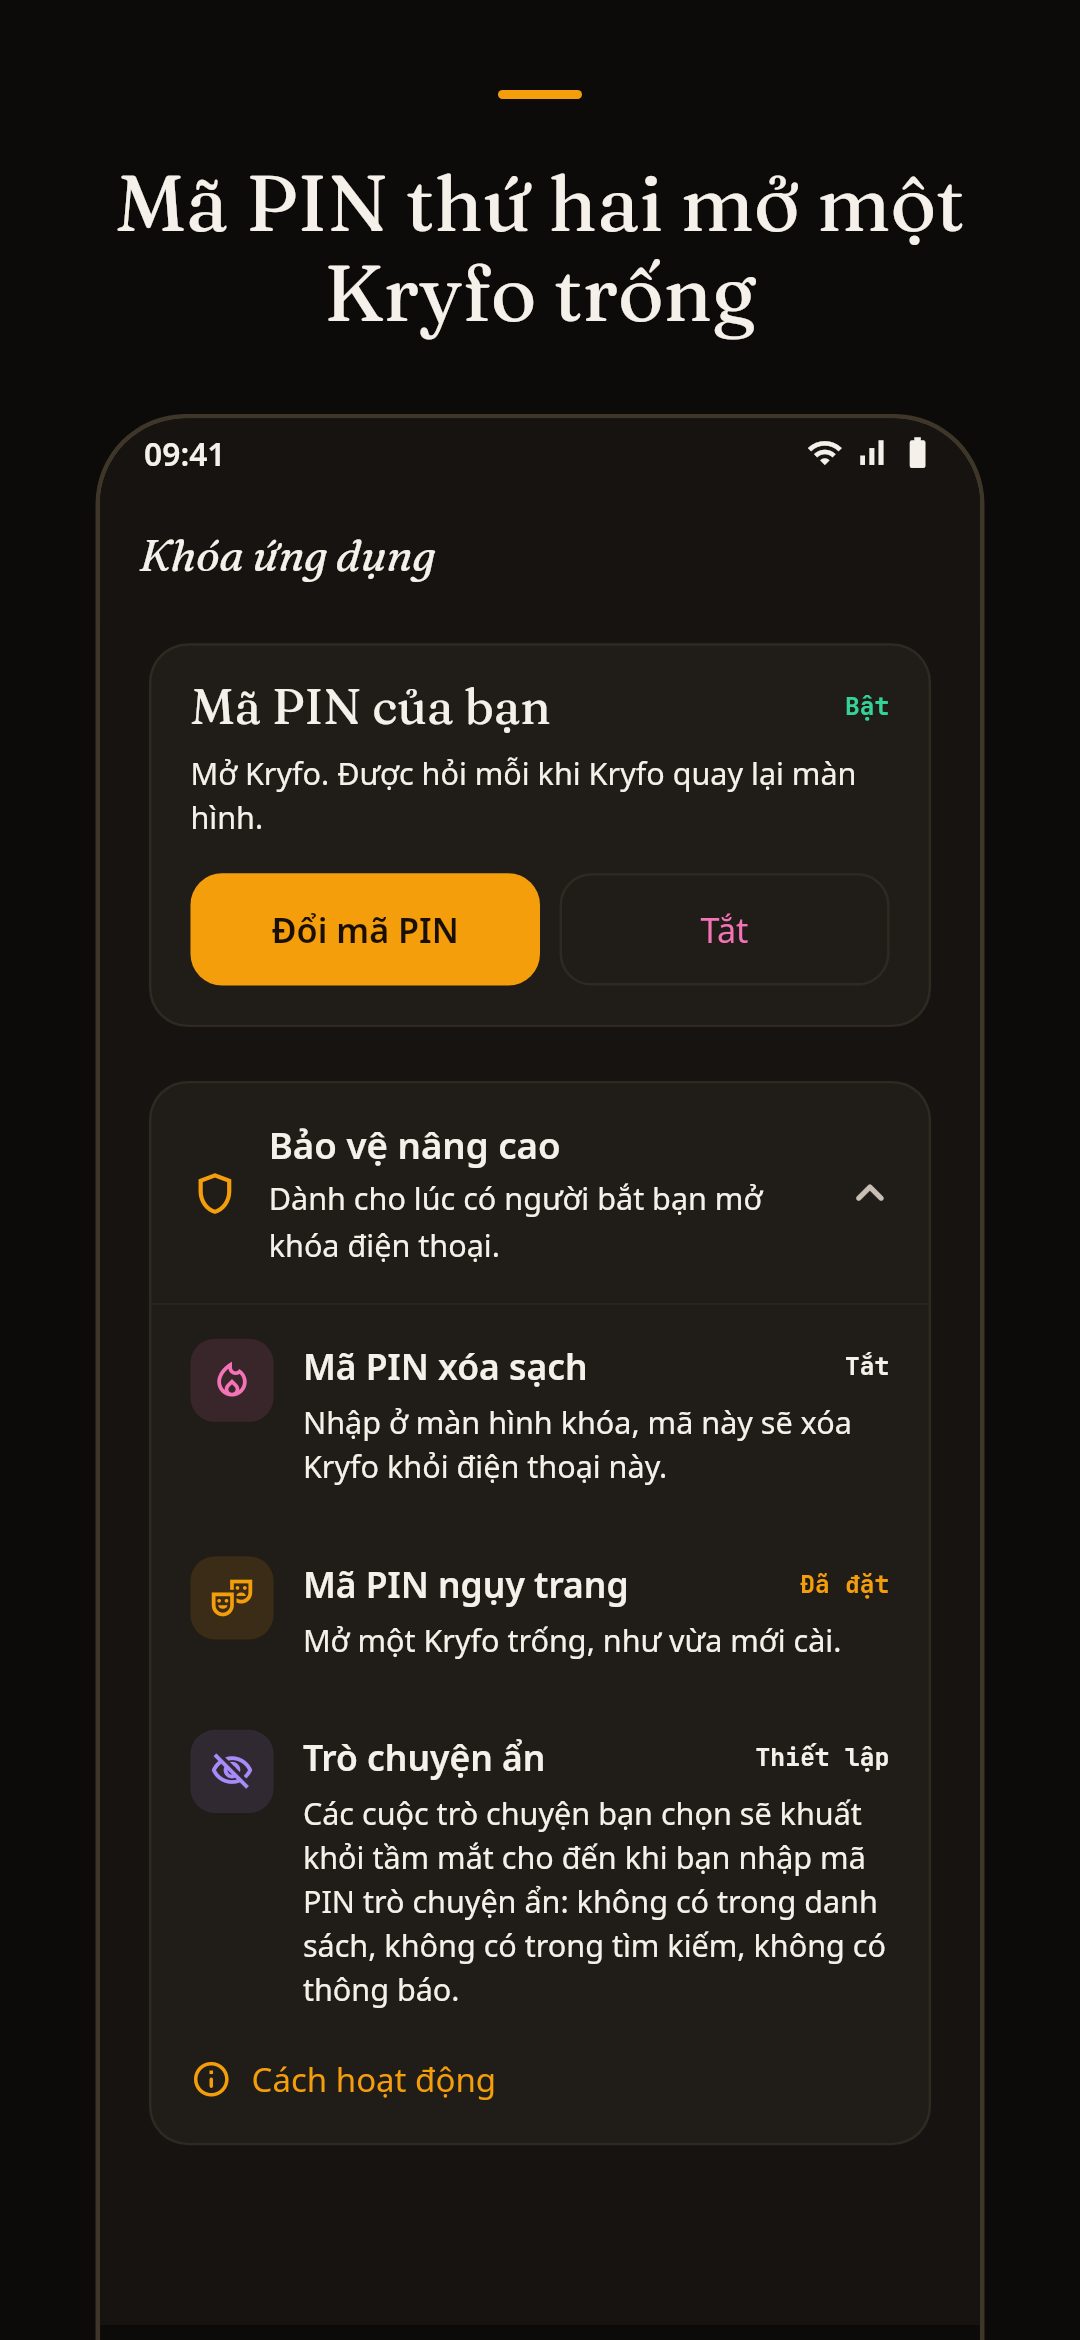 Mã PIN thứ hai mở một
Kryfo trống
09:41
Khóa ứng dụng
Mã PIN của bạn
Bật
Mở Kryfo. Được hỏi mỗi khi Kryfo quay lại màn
hình.
Đổi mã PIN
Tắt
Bảo vệ nâng cao
Dành cho lúc có người bắt bạn mở
khóa điện thoại.
Mã PIN xóa sạch
Tắt
Nhập ở màn hình khóa, mã này sẽ xóa
Kryfo khỏi điện thoại này.
Mã PIN ngụy trang
Đã đặt
Mở một Kryfo trống, như vừa mới cài.
Trò chuyện ẩn
Thiết lập
Các cuộc trò chuyện bạn chọn sẽ khuất
khỏi tầm mắt cho đến khi bạn nhập mã
PIN trò chuyện ẩn: không có trong danh
sách, không có trong tìm kiếm, không có
thông báo.
Cách hoạt động